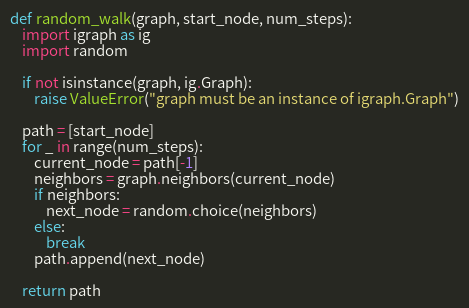 def random_walk(graph, start_node, num_steps):
    import igraph as ig
    import random

    if not isinstance(graph, ig.Graph):
        raise ValueError("graph must be an instance of igraph.Graph")

    path = [start_node]
    for _ in range(num_steps):
        current_node = path[-1]
        neighbors = graph.neighbors(current_node)
        if neighbors:
            next_node = random.choice(neighbors)
        else:
            break
        path.append(next_node)

    return path